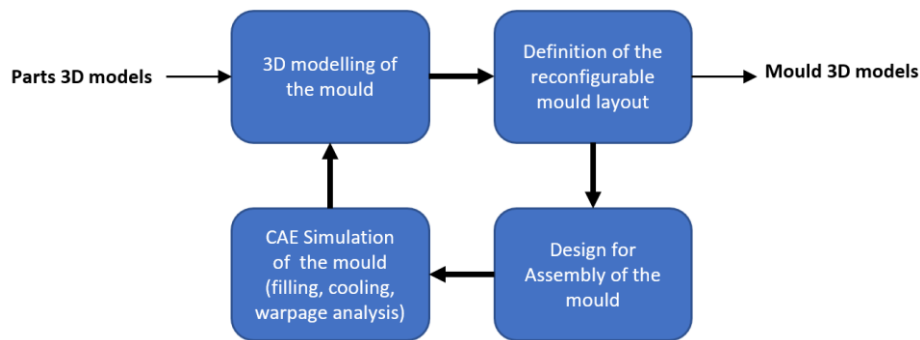 Parts 3D models
3D modelling of
the mould
Definition of the
reconfigurable
mould layout
Mould 3D models
CAE Simulation
of the mould
(filling, cooling,
warpage analysis)
Design for
Assembly of the
mould